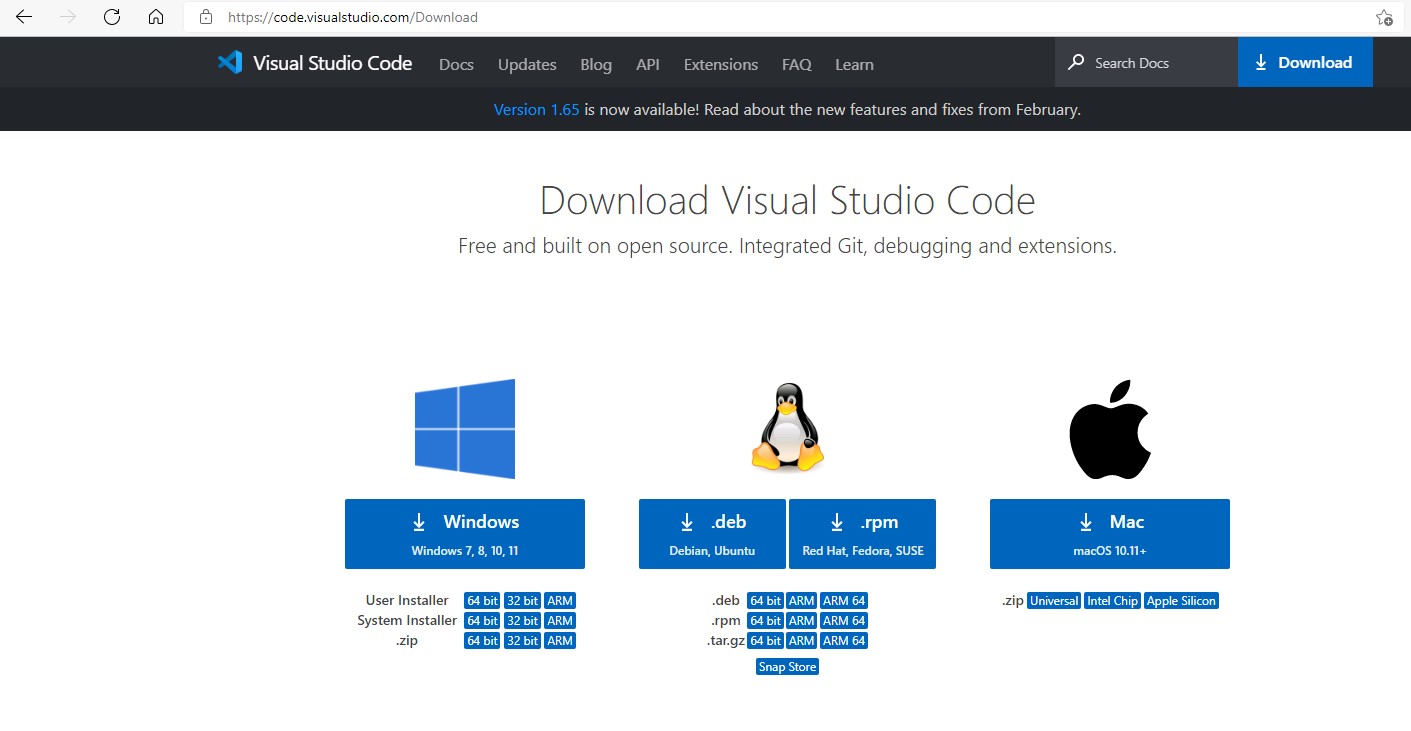 https://code.visualstudio.com/Download
Visual Studio Code Docs Updates Blog API Extensions FAQ Learn Search Docs Download
Version 1.65 is now available! Read about the new features and fixes from February.
Download Visual Studio Code
Free and built on open source. Integrated Git, debugging and extensions.
Windows
Windows 7, 8, 10, 11
User Installer 64 bit 32 bit ARM
System Installer 64 bit 32 bit ARM
.zip 64 bit 32 bit ARM
.deb
Debian, Ubuntu
.rpm
Red Hat, Fedora, SUSE
.deb 64 bit ARM ARM 64
.rpm 64 bit ARM ARM 64
.tar.gz 64 bit ARM ARM 64
Snap Store
Mac
macOS 10.11+
.zip Universal Intel Chip Apple Silicon